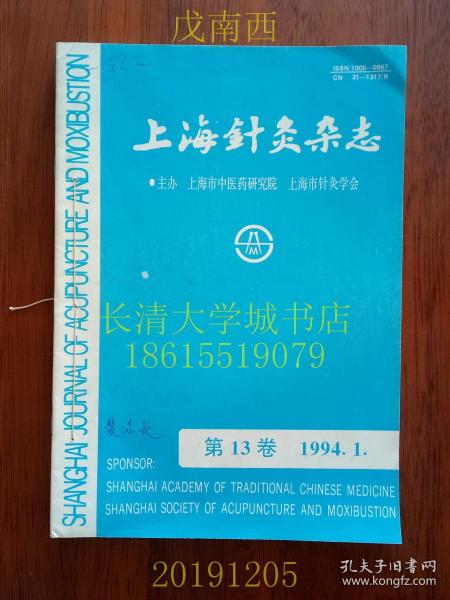 戊南西
ISSN 1005-0957
CN 31-1317/R
上海针灸杂志
●主办 上海市中医药研究院 上海市针灸学会
SHANGHAI JOURNAL OF ACUPUNCTURE AND MOXIBUSTION
长清大学城书店
18615519079
第13卷 1994.1.
SPONSOR:
SHANGHAI ACADEMY OF TRADITIONAL CHINESE MEDICINE
SHANGHAI SOCIETY OF ACUPUNCTURE AND MOXIBUSTION
20191205
孔夫子旧书网
www.kongfz.com